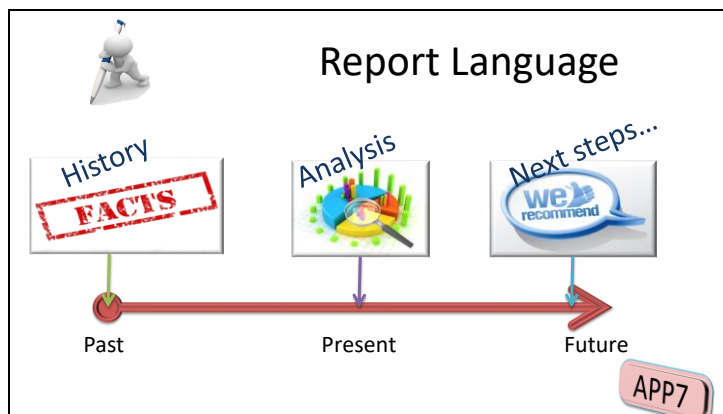 Report Language
History
Analysis
Next steps...
FACTS
we
recommend
Past
Present
Future
APP7